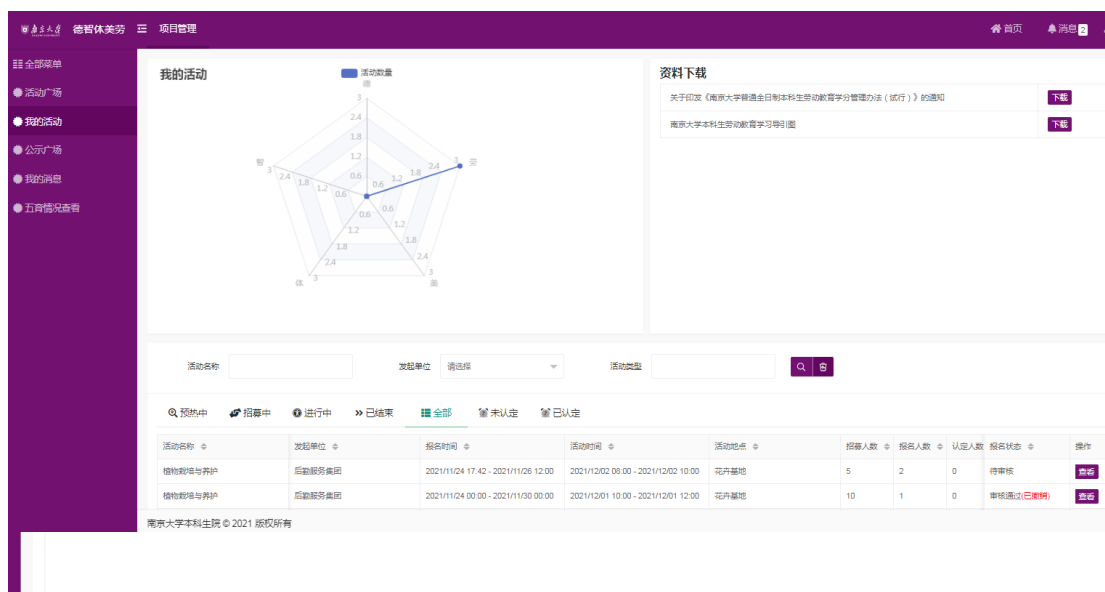 南京大学 德智体美劳 项目管理 首页 消息 2
全部菜单
活动广场
我的活动
公示广场
我的消息
五育情况查看
我的活动
活动数量
德
3
2.4
1.8
1.2
0.6
智
3 2.4 1.8 1.2 0.6
0.6 1.2 1.8 2.4 3 劳
0.6
1.2
1.8
2.4
3
体
0.6
1.2
1.8
2.4
3
美
资料下载
关于印发《南京大学普通全日制本科生劳动教育学分管理办法（试行）》的通知 下载
南京大学本科生劳动教育学习导引图 下载
活动名称 发起单位 请选择 活动类型
预热中 招募中 进行中 已结束 全部 未认定 已认定
活动名称 发起单位 报名时间 活动时间 活动地点 招募人数 报名人数 认定人数 报名状态 操作
植物栽培与养护 后勤服务集团 2021/11/24 17:42 - 2021/11/26 12:00 2021/12/02 08:00 - 2021/12/02 10:00 花卉基地 5 2 0 待审核 查看
植物栽培与养护 后勤服务集团 2021/11/24 00:00 - 2021/11/30 00:00 2021/12/01 10:00 - 2021/12/01 12:00 花卉基地 10 1 0 审核通过(已撤销) 查看
南京大学本科生院 © 2021 版权所有